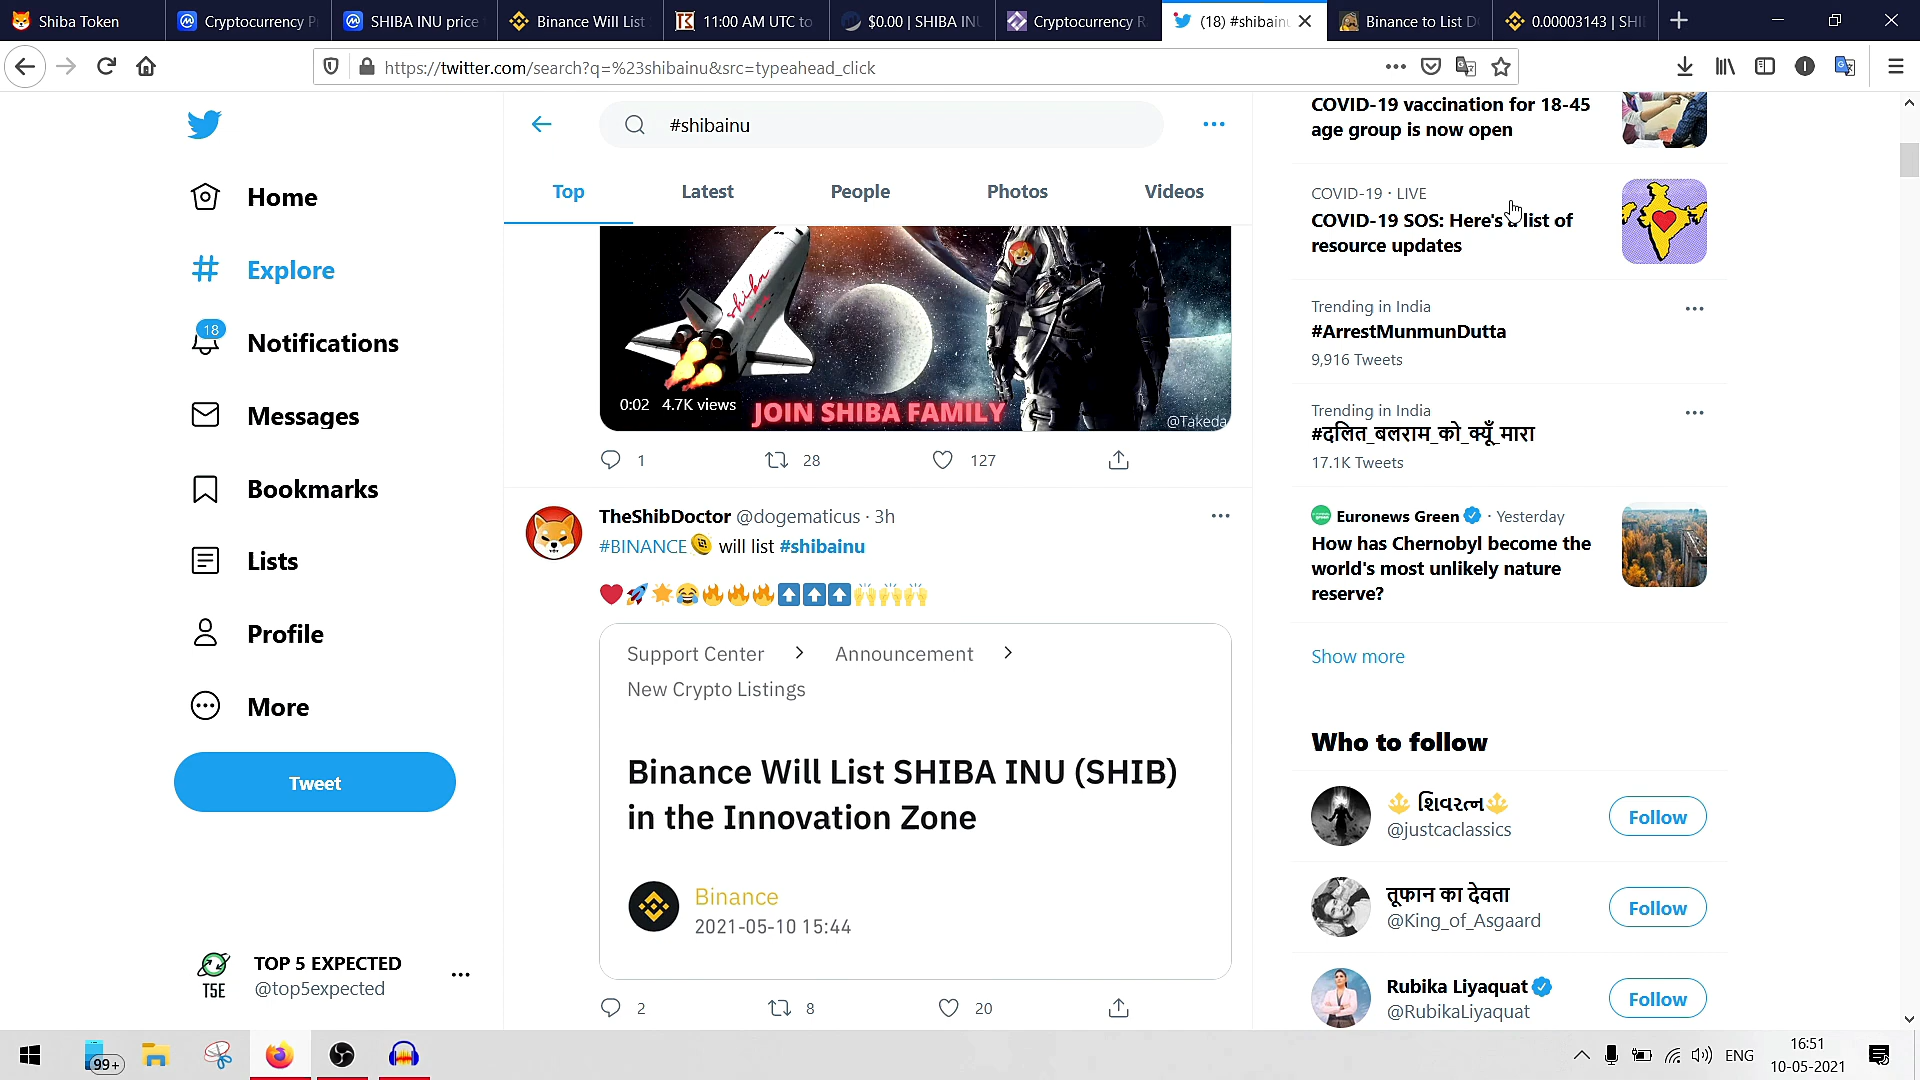 Shiba Token
Cryptocurrency P
SHIBA INU price
Binance Will List
11:00 AM UTC to
$0.00 | SHIBA INU
Cryptocurrency R
(18) #shibainu
Binance to List DO
0.00003143 | SHI
https://twitter.com/search?q=%23shibainu&src=typeahead_click
#shibainu
Top
Latest
People
Photos
Videos
Home
Explore
18
Notifications
Messages
Bookmarks
Lists
Profile
More
Tweet
TOP 5 EXPECTED
@top5expected
T5E
shiba
0:02 4.7K views
JOIN SHIBA FAMILY
@Takeda
1
28
127
TheShibDoctor @dogematicus · 3h
#BINANCE will list #shibainu
❤️🚀🌟😂🔥🔥🔥⬆️⬆️⬆️🙌🙌🙌
Support Center > Announcement >
New Crypto Listings
Binance Will List SHIBA INU (SHIB)
in the Innovation Zone
Binance
2021-05-10 15:44
2
8
20
COVID-19 vaccination for 18-45
age group is now open
COVID-19 · LIVE
COVID-19 SOS: Here's a list of
resource updates
Trending in India
#ArrestMunmunDutta
9,916 Tweets
Trending in India
#दलित_बलराम_को_क्यूँ_मारा
17.1K Tweets
Euronews Green · Yesterday
How has Chernobyl become the
world's most unlikely nature
reserve?
Show more
Who to follow
🔱 શિવરત્ન🔱
@justcaclassics
Follow
तूफान का देवता
@King_of_Asgaard
Follow
Rubika Liyaquat
@RubikaLiyaquat
Follow
99+
ENG
16:51
10-05-2021